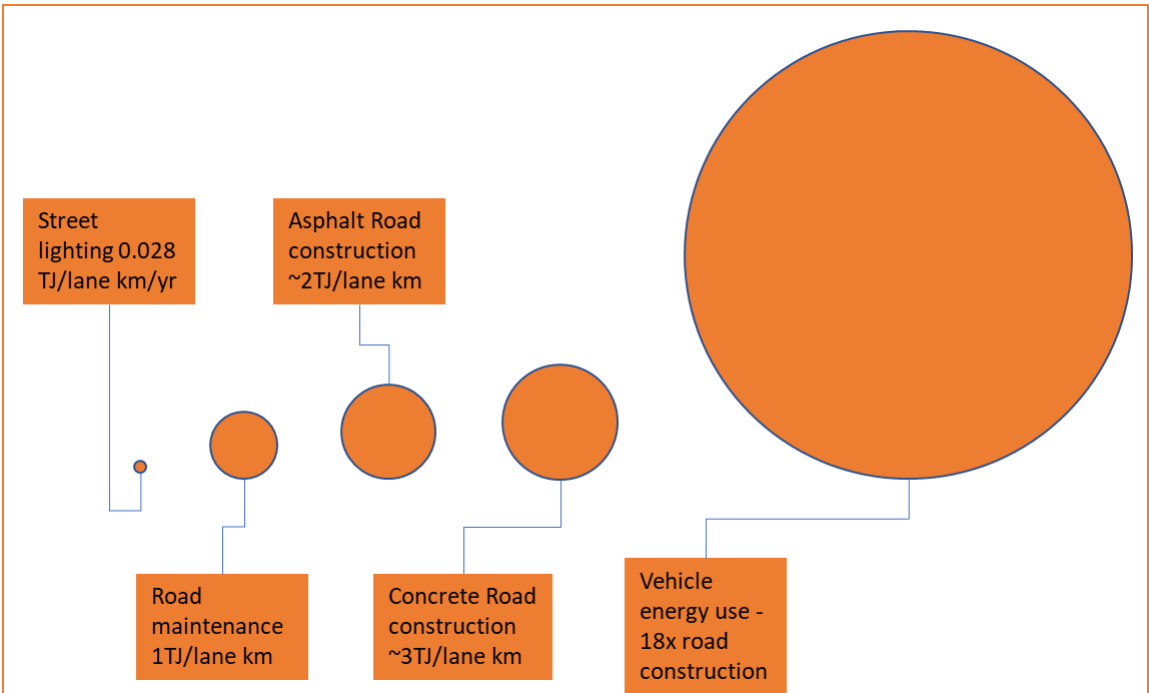 Street
lighting 0.028
TJ/lane km/yr
Asphalt Road
construction
~2TJ/lane km
Road
maintenance
1TJ/lane km
Concrete Road
construction
~3TJ/lane km
Vehicle
energy use -
18x road
construction